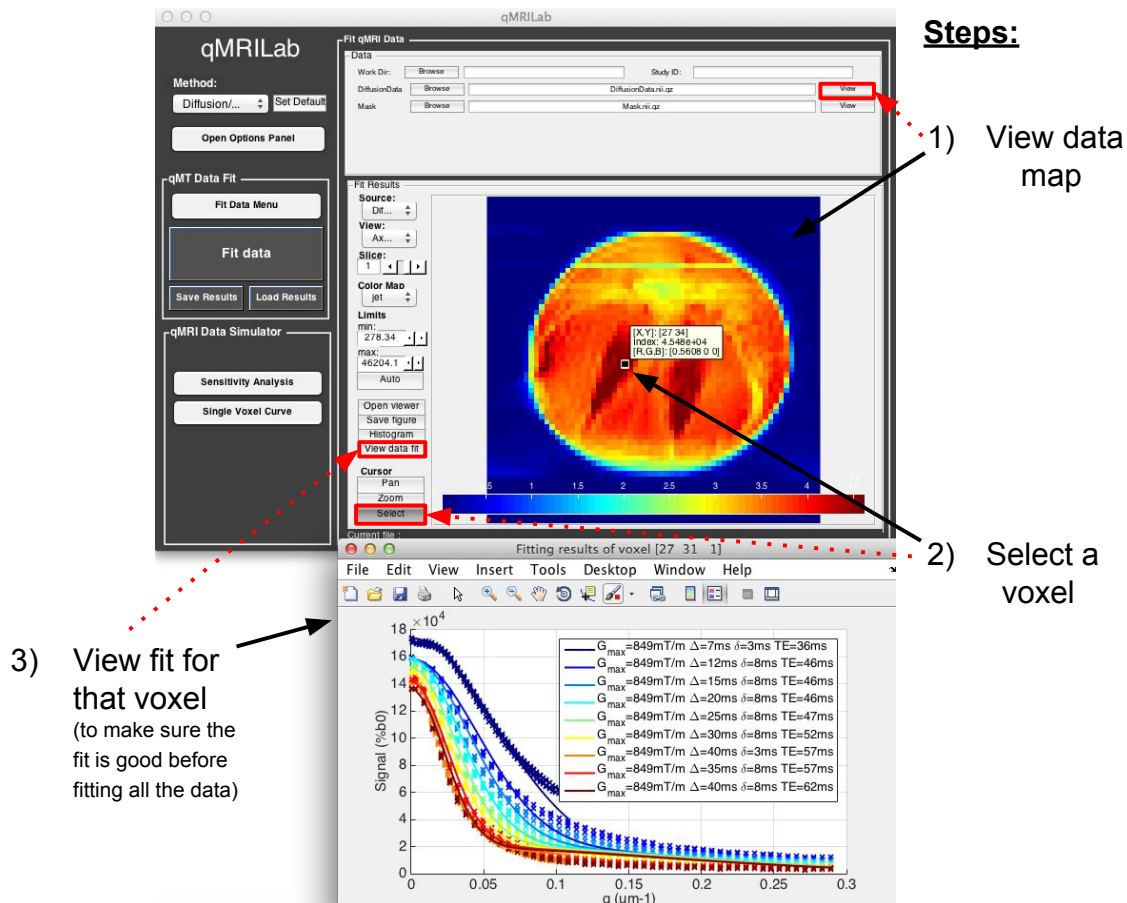 qMRILab
Steps:
qMRILab
Method:
Diffusion/...
Set Default
Open Options Panel
qMT Data Fit
Fit Data Menu
Fit data
Save Results
Load Results
qMRI Data Simulator
Sensitivity Analysis
Single Voxel Curve
Fit qMRI Data
Data
Work Dir: Browse Study ID:
DiffusionData Browse DiffusionData.nii.gz View
Mask Browse Mask.nii.gz View
Fit Results
Source:
Dif...
View:
Ax...
Slice:
1
Color Map
jet
Limits
min:
278.34
max:
46204.1
Auto
Open viewer
Save figure
Histogram
View data fit
Cursor
Pan
Zoom
Select
Current file :
[X,Y]: [27 34]
Index: 4.548e+04
[R,G,B]: [0.5608 0 0]
1 1.5 2 2.5 3 3.5 4
1) View data
map
2) Select a
voxel
3) View fit for
that voxel
(to make sure the
fit is good before
fitting all the data)
Fitting results of voxel [27 31 1]
File Edit View Insert Tools Desktop Window Help
×10⁴
18
16
14
12
10
8
6
4
2
0
Signal (%b0)
G_max=849mT/m Δ=7ms δ=3ms TE=36ms
G_max=849mT/m Δ=12ms δ=8ms TE=46ms
G_max=849mT/m Δ=15ms δ=8ms TE=46ms
G_max=849mT/m Δ=20ms δ=8ms TE=46ms
G_max=849mT/m Δ=25ms δ=8ms TE=47ms
G_max=849mT/m Δ=30ms δ=8ms TE=52ms
G_max=849mT/m Δ=40ms δ=3ms TE=57ms
G_max=849mT/m Δ=35ms δ=8ms TE=57ms
G_max=849mT/m Δ=40ms δ=8ms TE=62ms
0 0.05 0.1 0.15 0.2 0.25 0.3
q (um-1)